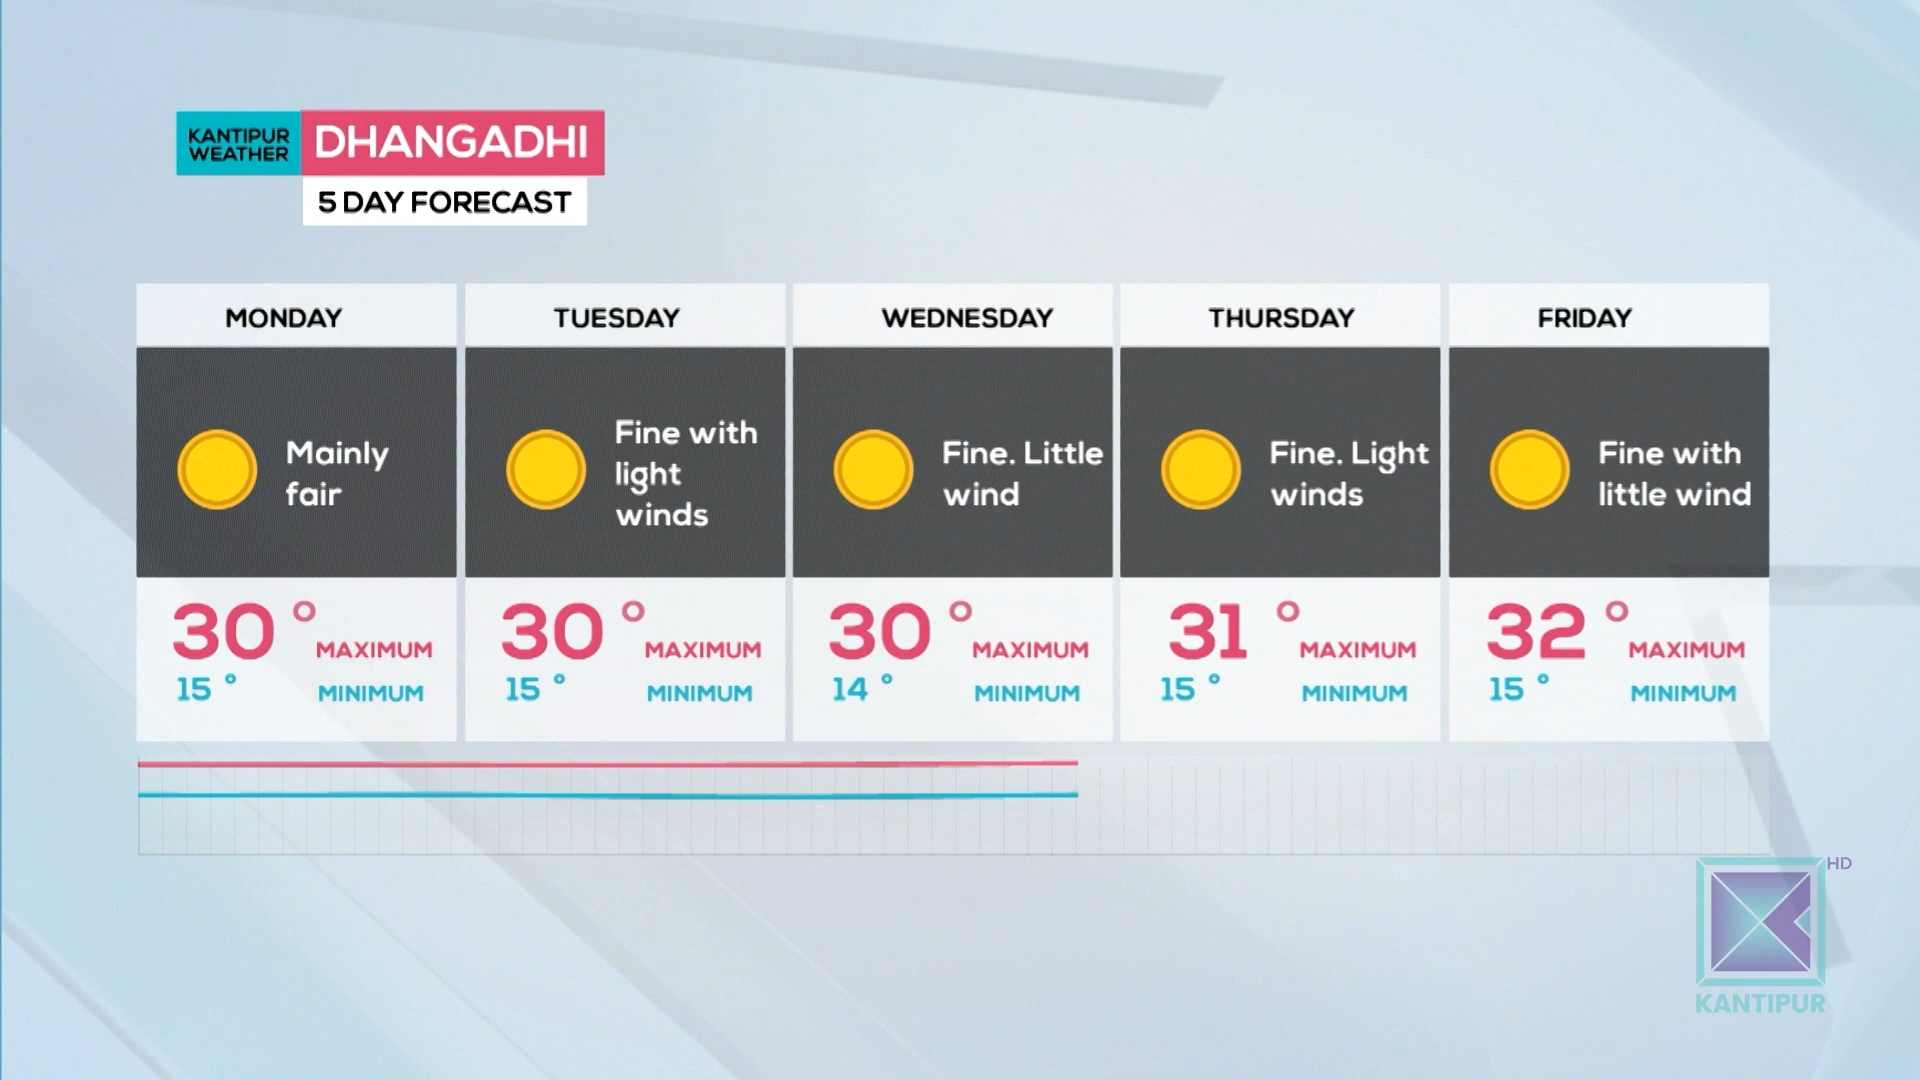 KANTIPUR
WEATHER
DHANGADHI
5 DAY FORECAST
MONDAY
Mainly
fair
30°
MAXIMUM
15°
MINIMUM
TUESDAY
Fine with
light
winds
30°
MAXIMUM
15°
MINIMUM
WEDNESDAY
Fine. Little
wind
30°
MAXIMUM
14°
MINIMUM
THURSDAY
Fine. Light
winds
31°
MAXIMUM
15°
MINIMUM
FRIDAY
Fine with
little wind
32°
MAXIMUM
15°
MINIMUM
HD
KANTIPUR